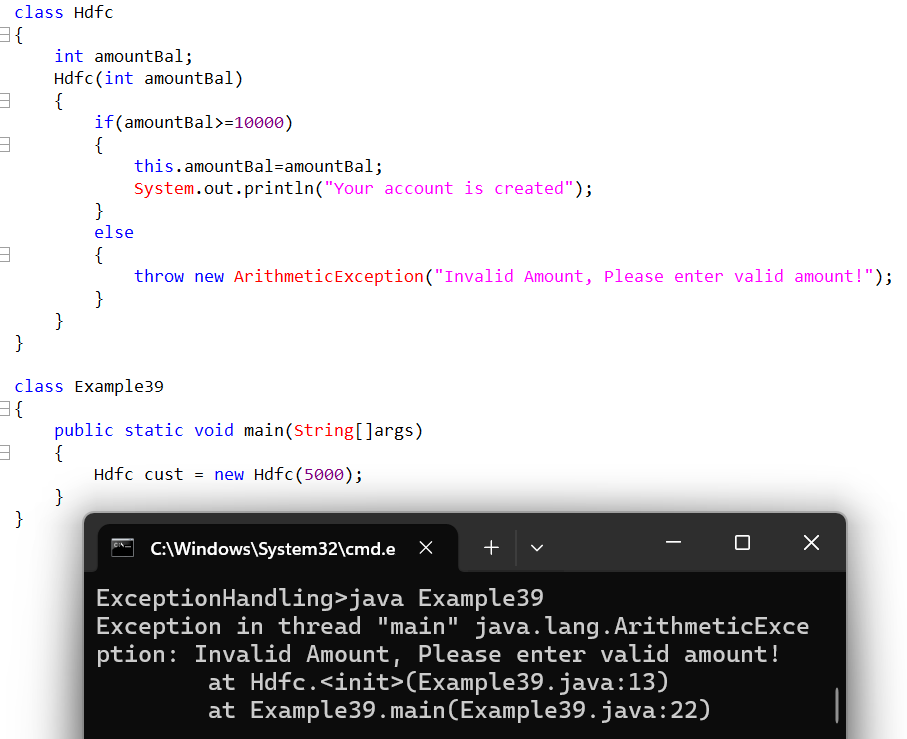 class Hdfc
{
    int amountBal;
    Hdfc(int amountBal)
    {
        if(amountBal>=10000)
        {
            this.amountBal=amountBal;
            System.out.println("Your account is created");
        }
        else
        {
            throw new ArithmeticException("Invalid Amount, Please enter valid amount!");
        }
    }
}

class Example39
{
    public static void main(String[]args)
    {
        Hdfc cust = new Hdfc(5000);
    }
}
C:\Windows\System32\cmd.e
ExceptionHandling>java Example39
Exception in thread "main" java.lang.ArithmeticExce
ption: Invalid Amount, Please enter valid amount!
        at Hdfc.<init>(Example39.java:13)
        at Example39.main(Example39.java:22)